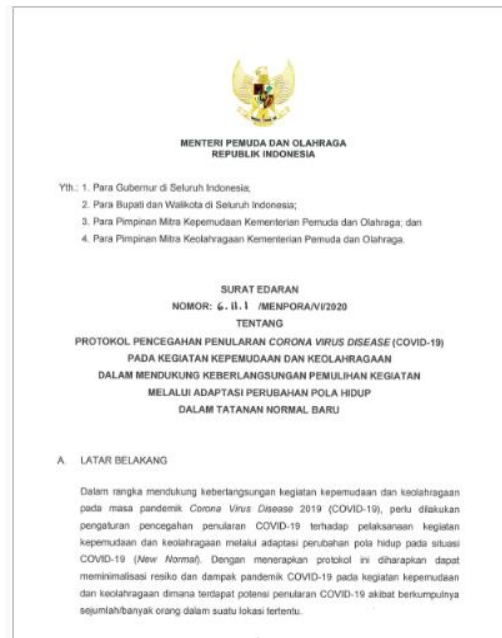 MENTERI PEMUDA DAN OLAHRAGA
REPUBLIK INDONESIA
Yth.: 1. Para Gubernur di Seluruh Indonesia;
2. Para Bupati dan Walikota di Seluruh Indonesia;
3. Para Pimpinan Mitra Kepemudaan Kementerian Pemuda dan Olahraga; dan
4. Para Pimpinan Mitra Keolahragaan Kementerian Pemuda dan Olahraga.
SURAT EDARAN
NOMOR: 6.11.1 /MENPORA/VI/2020
TENTANG
PROTOKOL PENCEGAHAN PENULARAN CORONA VIRUS DISEASE (COVID-19)
PADA KEGIATAN KEPEMUDAAN DAN KEOLAHRAGAAN
DALAM MENDUKUNG KEBERLANGSUNGAN PEMULIHAN KEGIATAN
MELALUI ADAPTASI PERUBAHAN POLA HIDUP
DALAM TATANAN NORMAL BARU
A. LATAR BELAKANG
Dalam rangka mendukung keberlangsungan kegiatan kepemudaan dan keolahragaan
pada masa pandemik Corona Virus Disease 2019 (COVID-19), perlu dilakukan
pengaturan pencegahan penularan COVID-19 terhadap pelaksanaan kegiatan
kepemudaan dan keolahragaan melalui adaptasi perubahan pola hidup pada situasi
COVID-19 (New Normal). Dengan menerapkan protokol ini diharapkan dapat
meminimalisasi resiko dan dampak pandemik COVID-19 pada kegiatan kepemudaan
dan keolahragaan dimana terdapat potensi penularan COVID-19 akibat berkumpulnya
sejumlah/banyak orang dalam suatu lokasi tertentu.